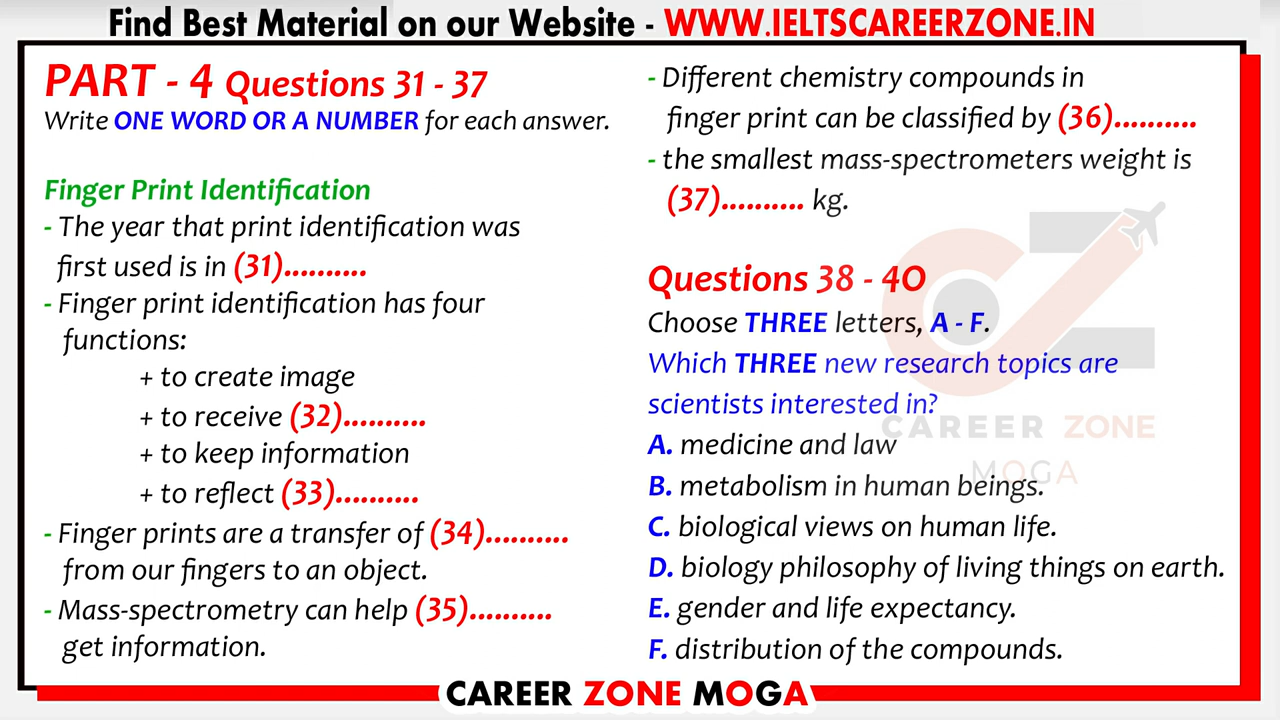 Find Best Material on our Website - WWW.IELTSCAREERZONE.IN
PART - 4 Questions 31 - 37
Write ONE WORD OR A NUMBER for each answer.
Finger Print Identification
- The year that print identification was
first used is in (31)..........
- Finger print identification has four
functions:
+ to create image
+ to receive (32)..........
+ to keep information
+ to reflect (33)..........
- Finger prints are a transfer of (34)..........
from our fingers to an object.
- Mass-spectrometry can help (35)..........
get information.
- Different chemistry compounds in
finger print can be classified by (36)..........
- the smallest mass-spectrometers weight is
(37).......... kg.
Questions 38 - 40
Choose THREE letters, A - F.
Which THREE new research topics are
scientists interested in?
A. medicine and law
B. metabolism in human beings.
C. biological views on human life.
D. biology philosophy of living things on earth.
E. gender and life expectancy.
F. distribution of the compounds.
CAREER ZONE
MOGA
CAREER ZONE MOGA